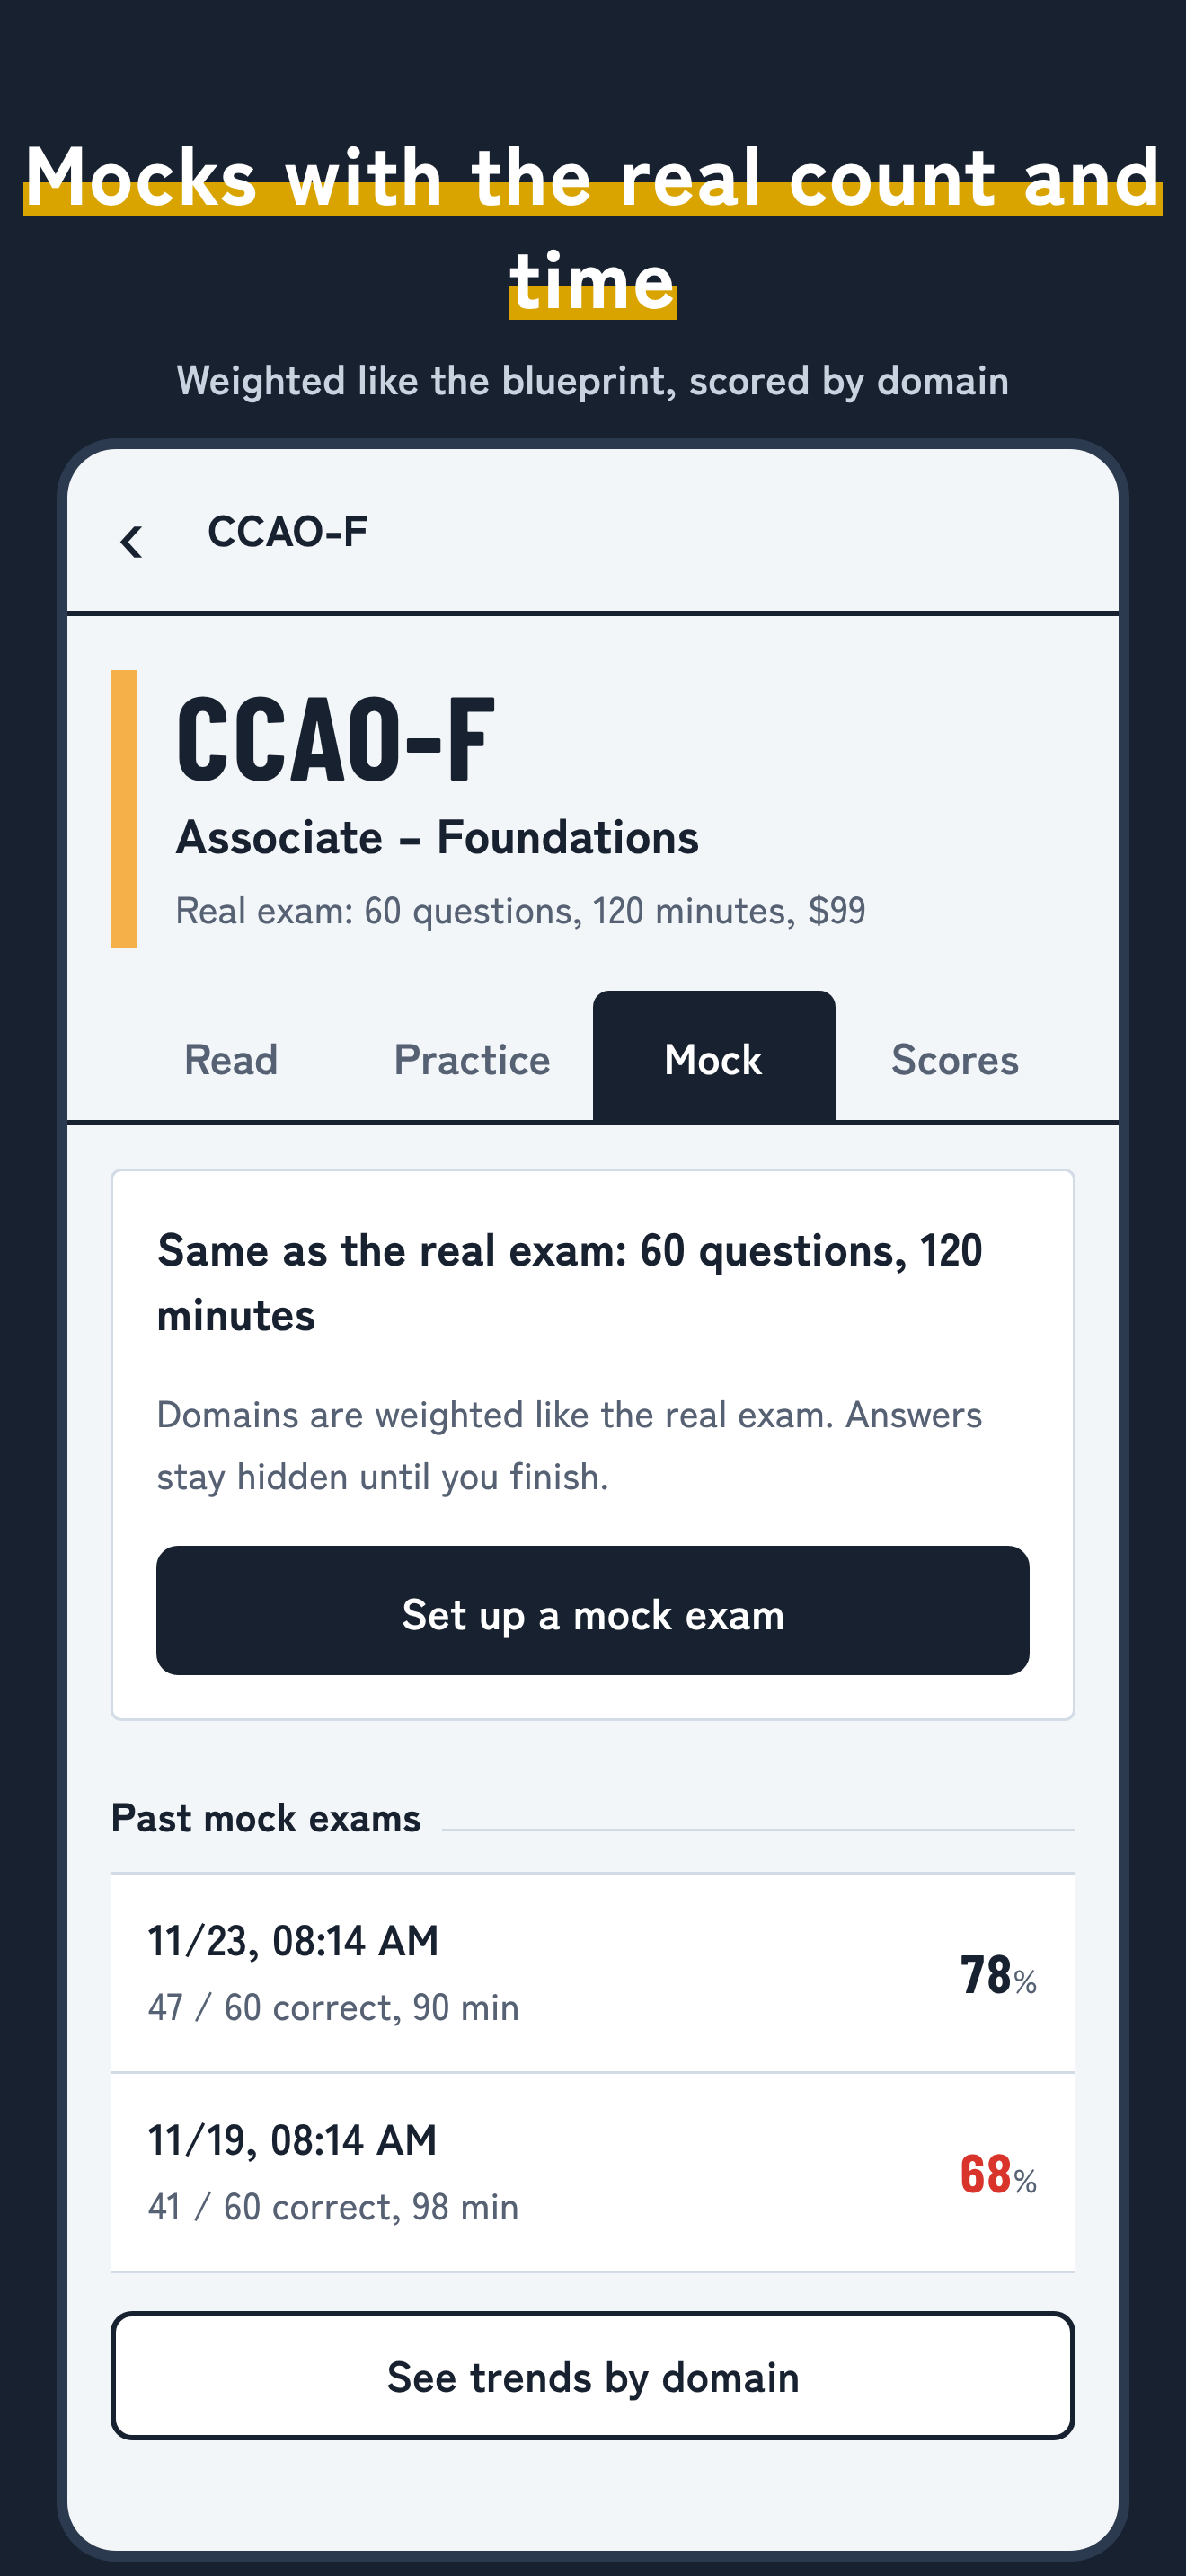 Mocks with the real count and
time
Weighted like the blueprint, scored by domain
CCAO-F
CCAO-F
Associate – Foundations
Real exam: 60 questions, 120 minutes, $99
Read
Practice
Mock
Scores
Same as the real exam: 60 questions, 120
minutes
Domains are weighted like the real exam. Answers
stay hidden until you finish.
Set up a mock exam
Past mock exams
11/23, 08:14 AM
47 / 60 correct, 90 min
78%
11/19, 08:14 AM
41 / 60 correct, 98 min
68%
See trends by domain